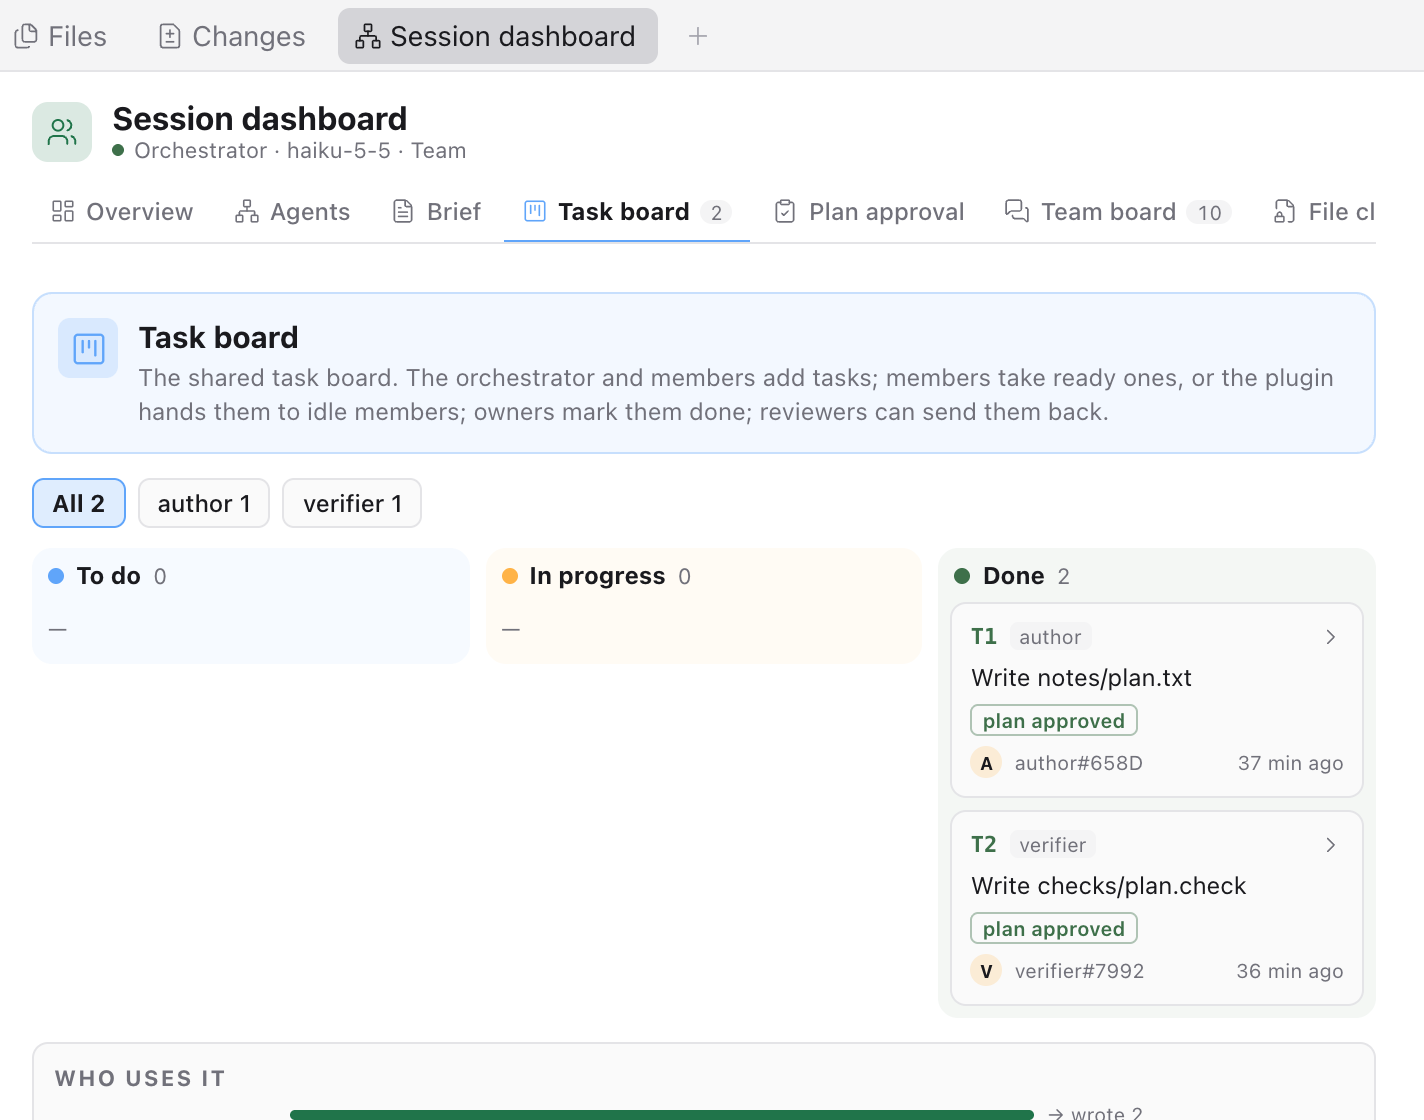 Files
Changes
Session dashboard
Session dashboard
Orchestrator · haiku-5-5 · Team
Overview
Agents
Brief
Task board 2
Plan approval
Team board 10
File cl
Task board
The shared task board. The orchestrator and members add tasks; members take ready ones, or the plugin
hands them to idle members; owners mark them done; reviewers can send them back.
All 2
author 1
verifier 1
To do 0
—
In progress 0
—
Done 2
T1 author
Write notes/plan.txt
plan approved
A author#658D 37 min ago
T2 verifier
Write checks/plan.check
plan approved
V verifier#7992 36 min ago
WHO USES IT
→ wrote 2